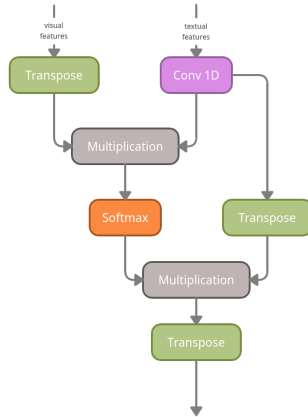 visual
features
textual
features
Transpose
Conv 1D
Multiplication
Softmax
Transpose
Multiplication
Transpose